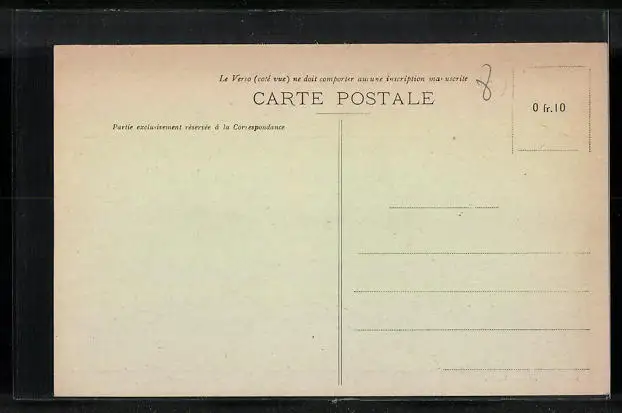 Le Verso (coté vue) ne doit comporter aucune inscription manuscrite
CARTE POSTALE
8
0 fr. 10
Partie exclusivement réservée à la Correspondance